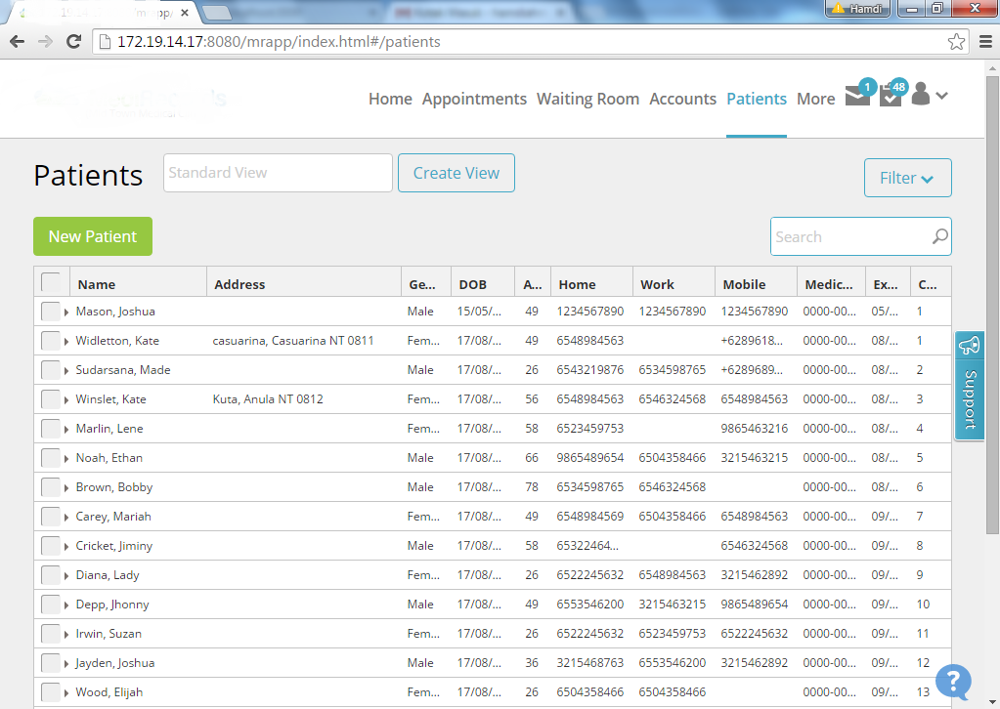 Hamdi
172.19.14.17:8080/mrapp/index.html#/patients
Home Appointments Waiting Room Accounts Patients More 1 48
Patients Standard View Create View Filter
New Patient Search
Name Address Ge... DOB A... Home Work Mobile Medic... Ex... C...
Mason, Joshua Male 15/05/... 49 1234567890 1234567890 1234567890 0000-00... 05/... 1
Widletton, Kate casuarina, Casuarina NT 0811 Fem... 17/08/... 49 6548984563 +6289618... 0000-00... 08/... 1
Sudarsana, Made Male 17/08/... 26 6543219876 6534598765 +6289689... 0000-00... 08/... 2
Winslet, Kate Kuta, Anula NT 0812 Fem... 17/08/... 56 6548984563 6546324568 6548984563 0000-00... 08/... 3
Marlin, Lene Fem... 17/08/... 58 6523459753 9865463216 0000-00... 08/... 4
Noah, Ethan Male 17/08/... 66 9865489654 6504358466 3215463215 0000-00... 08/... 5
Brown, Bobby Male 17/08/... 78 6534598765 6546324568 0000-00... 08/... 6
Carey, Mariah Fem... 17/08/... 49 6548984569 6504358466 6548984563 0000-00... 09/... 7
Cricket, Jiminy Male 17/08/... 58 65322464... 6546324568 0000-00... 09/... 8
Diana, Lady Fem... 17/08/... 26 6522245632 6548984563 3215462892 0000-00... 09/... 9
Depp, Jhonny Male 17/08/... 49 6553546200 3215463215 9865489654 0000-00... 09/... 10
Irwin, Suzan Fem... 17/08/... 26 6522245632 6523459753 6522245632 0000-00... 09/... 11
Jayden, Joshua Male 17/08/... 36 3215468763 6553546200 3215462892 0000-00... 09/... 12
Wood, Elijah Male 17/08/... 26 6504358466 6504358466 0000-00... 09/... 13
Support
?